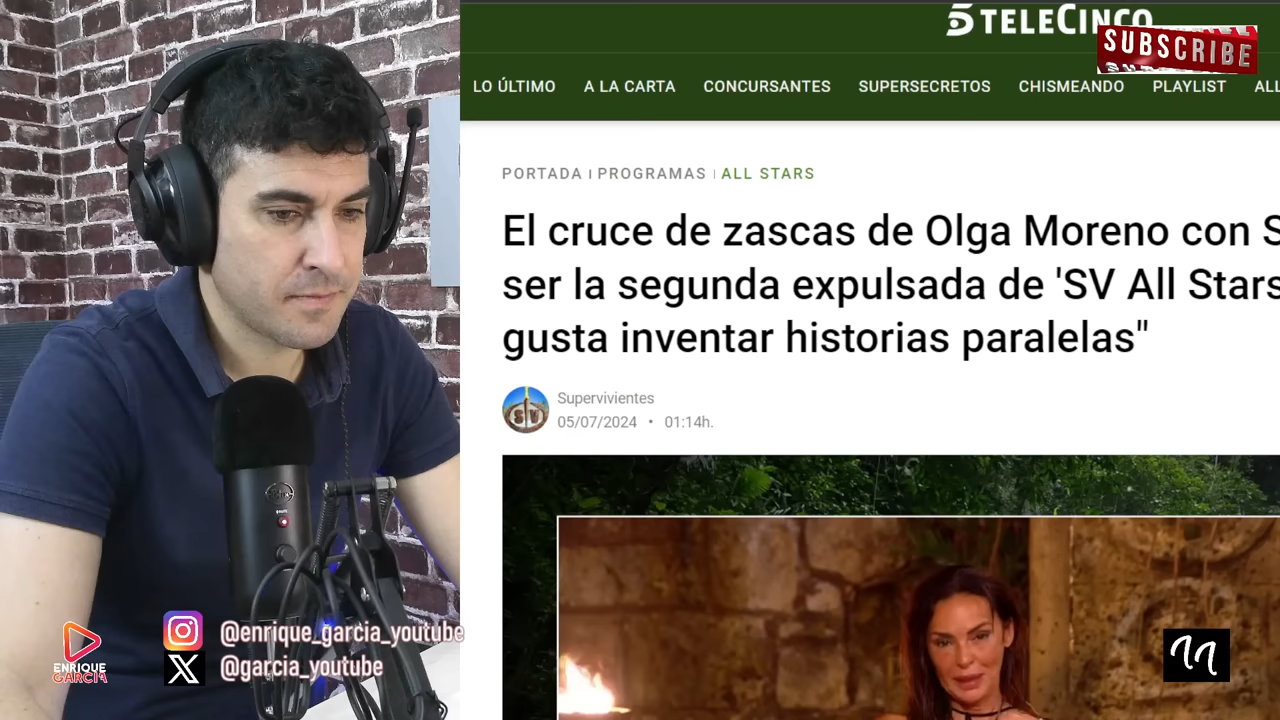 TELECINCO
SUBSCRIBE
LO ÚLTIMO A LA CARTA CONCURSANTES SUPERSECRETOS CHISMEANDO PLAYLIST ALL
PORTADA | PROGRAMAS | ALL STARS
El cruce de zascas de Olga Moreno con S
ser la segunda expulsada de 'SV All Stars
gusta inventar historias paralelas"
Supervivientes
05/07/2024 • 01:14h.
SV
@enrique_garcia_youtube
@garcia_youtube
ENRIQUE
GARCIA